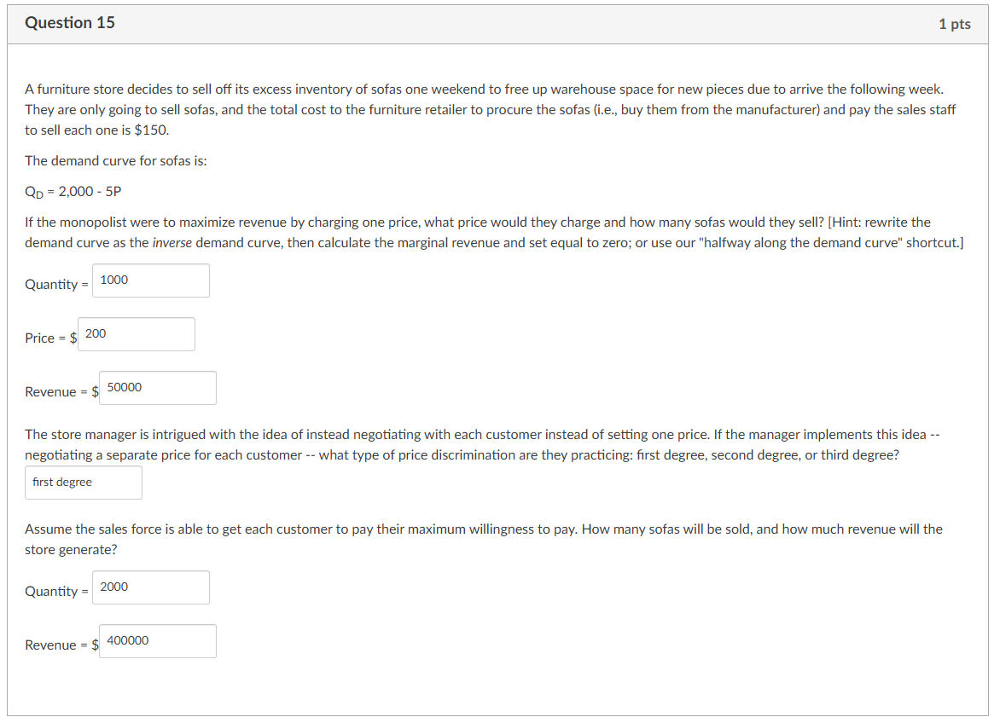 Question 15
1 pts
A furniture store decides to sell off its excess inventory of sofas one weekend to free up warehouse space for new pieces due to arrive the following week.
They are only going to sell sofas, and the total cost to the furniture retailer to procure the sofas (i.e., buy them from the manufacturer) and pay the sales staff
to sell each one is $150.
The demand curve for sofas is:
QD = 2,000 - 5P
If the monopolist were to maximize revenue by charging one price, what price would they charge and how many sofas would they sell? [Hint: rewrite the
demand curve as the inverse demand curve, then calculate the marginal revenue and set equal to zero; or use our "halfway along the demand curve" shortcut.]
Quantity = 1000
Price = $ 200
Revenue = $ 50000
The store manager is intrigued with the idea of instead negotiating with each customer instead of setting one price. If the manager implements this idea --
negotiating a separate price for each customer -- what type of price discrimination are they practicing: first degree, second degree, or third degree?
first degree
Assume the sales force is able to get each customer to pay their maximum willingness to pay. How many sofas will be sold, and how much revenue will the
store generate?
Quantity = 2000
Revenue = $ 400000